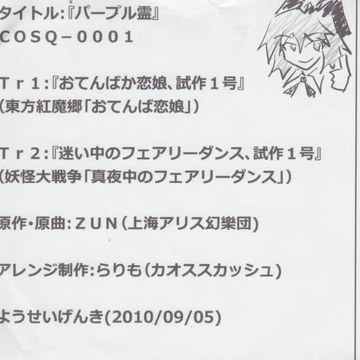 タイトル:『パープル霊』
COSQ－0001
Tr1:『おてんばか恋娘、試作1号』
(東方紅魔郷「おてんば恋娘」)
Tr2:『迷い中のフェアリーダンス、試作1号』
(妖怪大戦争「真夜中のフェアリーダンス」)
原作・原曲:ZUN(上海アリス幻樂団)
アレンジ制作:らりも(カオススカッシュ)
ようせいげんき(2010/09/05)